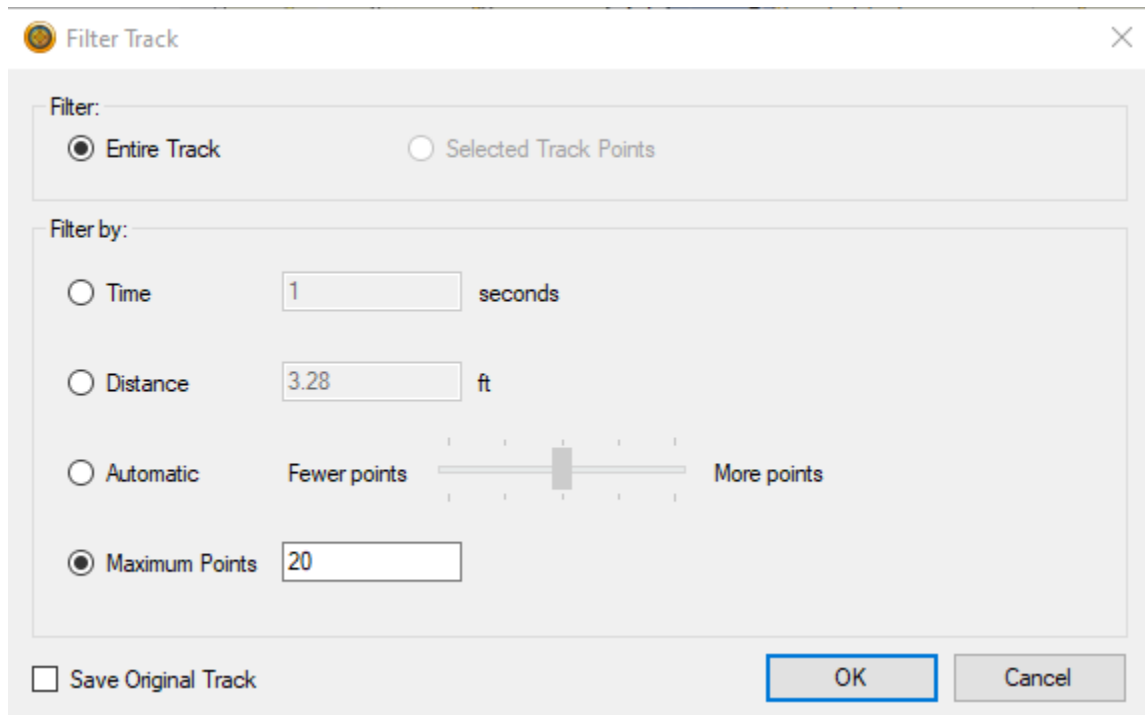 Filter Track
Filter:
Entire Track Selected Track Points
Filter by:
Time 1 seconds
Distance 3.28 ft
Automatic Fewer points More points
Maximum Points 20
Save Original Track OK Cancel